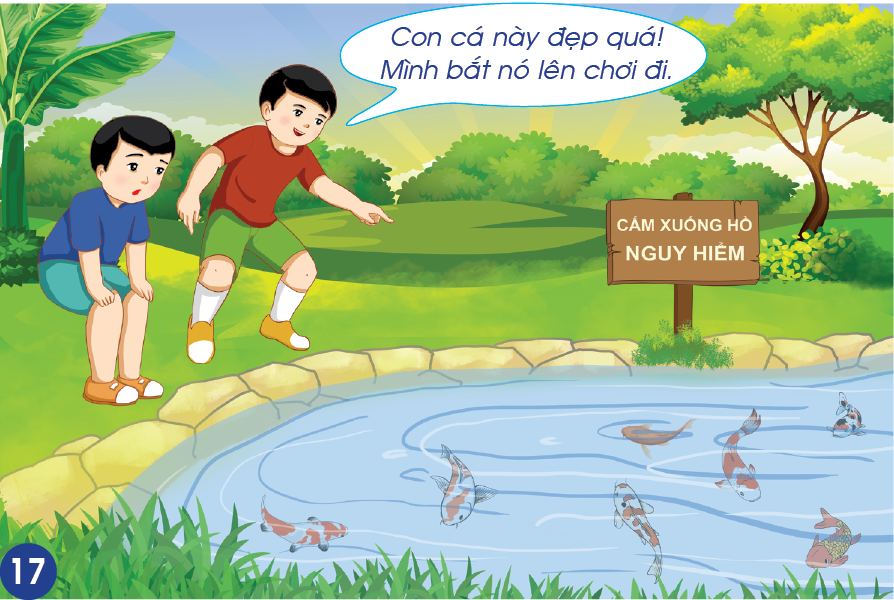 Con cá này đẹp quá!
Mình bắt nó lên chơi đi.
CẤM XUỐNG HỒ
NGUY HIỂM
17